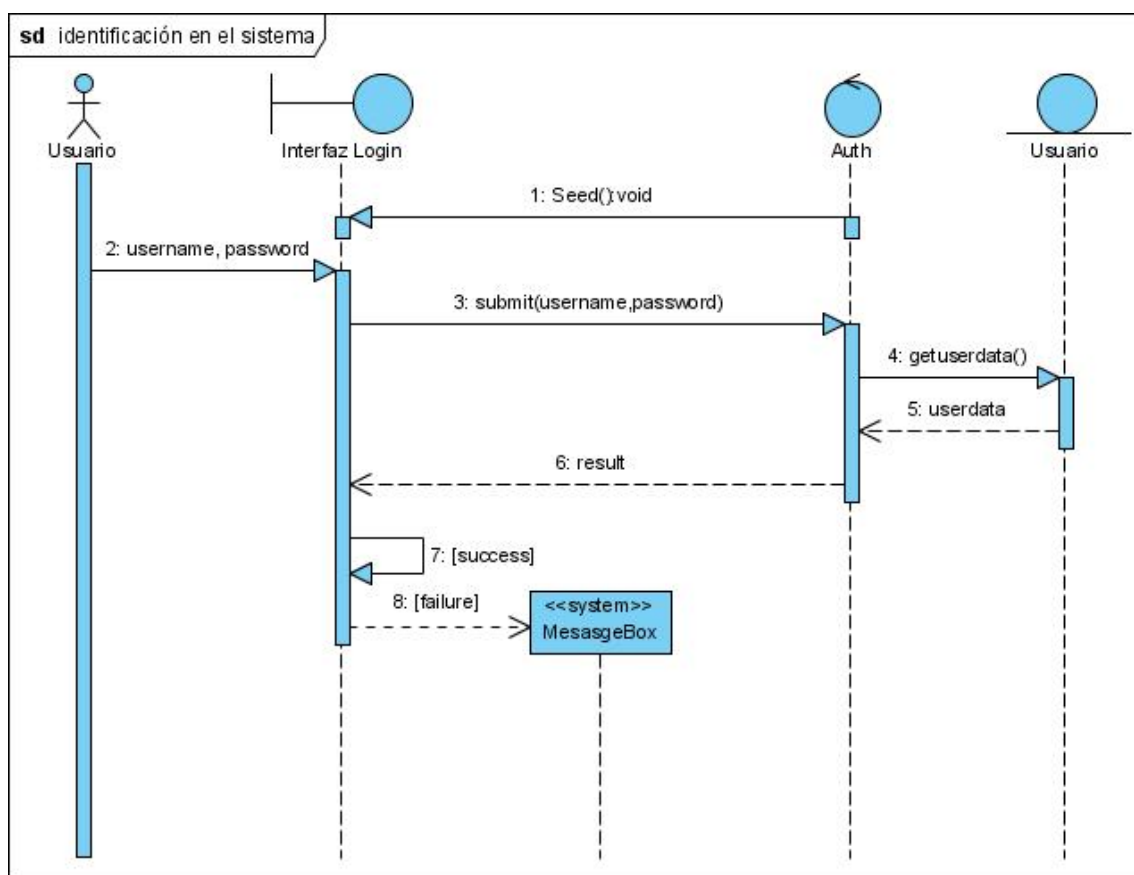 sd identificación en el sistema
Usuario
Interfaz Login
Auth
Usuario
1: Seed():void
2: username, password
3: submit(username,password)
4: getuserdata()
5: userdata
6: result
7: [success]
8: [failure]
<<system>>
MesasgeBox